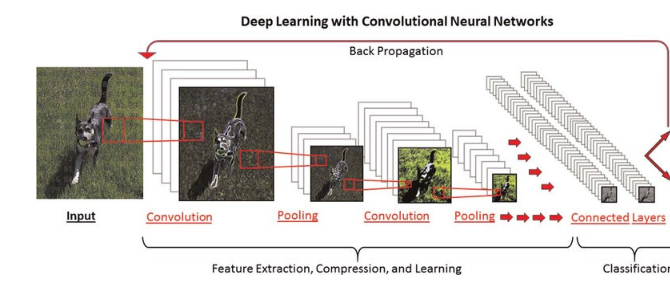 Deep Learning with Convolutional Neural Networks
Back Propagation
Input
Convolution
Pooling
Convolution
Pooling
Connected Layers
Feature Extraction, Compression, and Learning
Classification